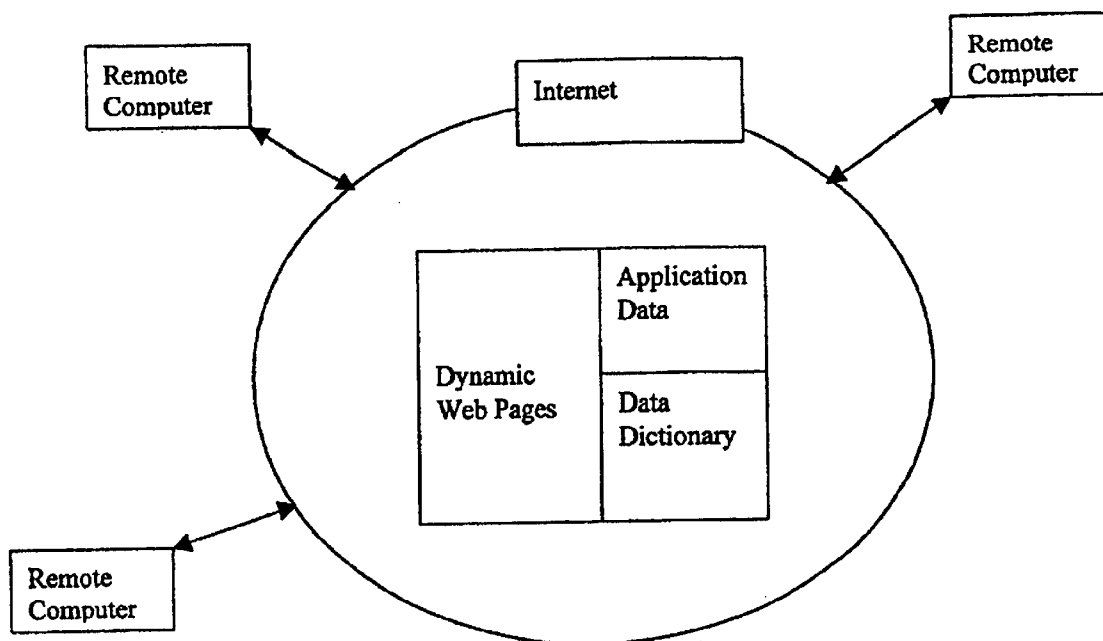 Remote
Computer
Internet
Remote
Computer
Application
Data
Dynamic
Web Pages
Data
Dictionary
Remote
Computer